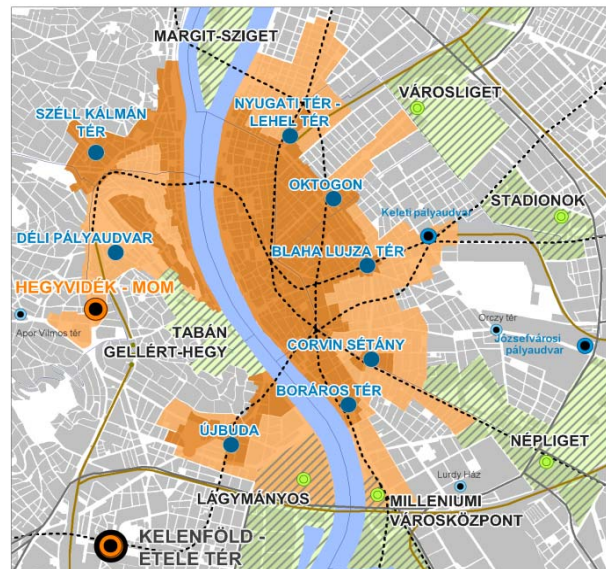 MARGIT-SZIGET
SZÉLL KÁLMÁN
TÉR
NYUGATI TÉR -
LEHEL TÉR
VÁROSLIGET
OKTOGON
STADIONOK
Keleti pályaudvar
DÉLI PÁLYAUDVAR
BLAHA LUJZA TÉR
HEGYVIDÉK - MOM
Apor Vilmos tér
TABÁN
GELLÉRT-HEGY
Orczy tér
CORVIN SÉTÁNY
Józsefvárosi
pályaudvar
BORÁROS TÉR
ÚJBUDA
NÉPLIGET
Lurdy Ház
LÁGYMÁNYOS
MILLENIUMI
VÁROSKÖZPONT
KELENFÖLD -
ETELE TÉR